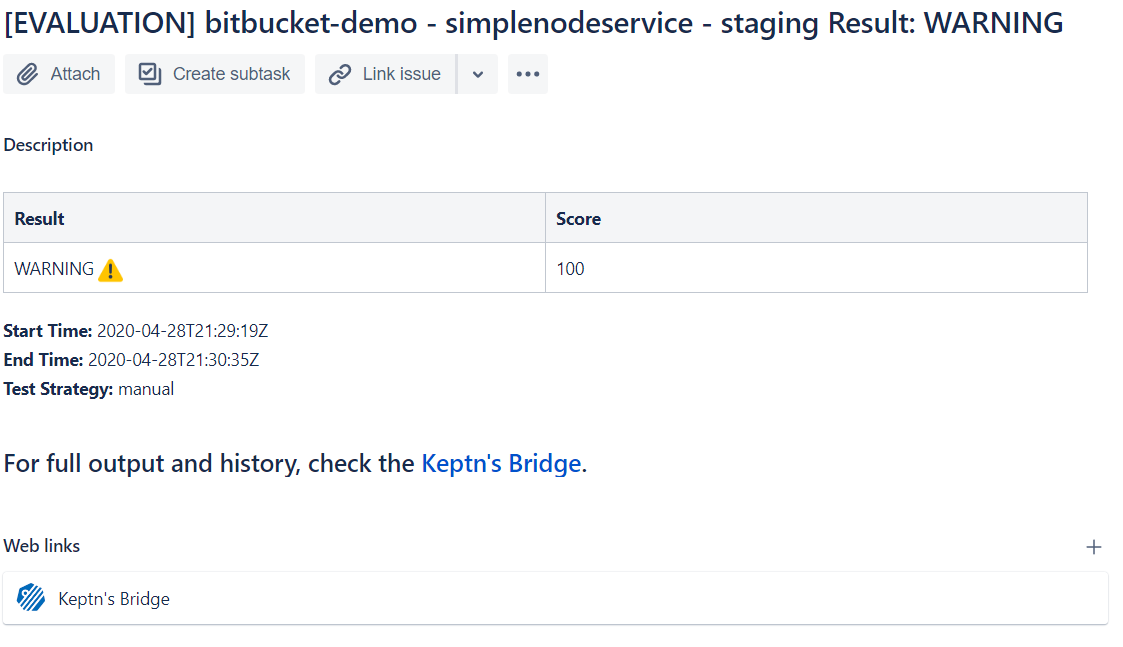 [EVALUATION] bitbucket-demo - simplenodeservice - staging Result: WARNING
Attach Create subtask Link issue
Description
Result Score
WARNING 100
Start Time: 2020-04-28T21:29:19Z
End Time: 2020-04-28T21:30:35Z
Test Strategy: manual
For full output and history, check the Keptn's Bridge.
Web links
Keptn's Bridge